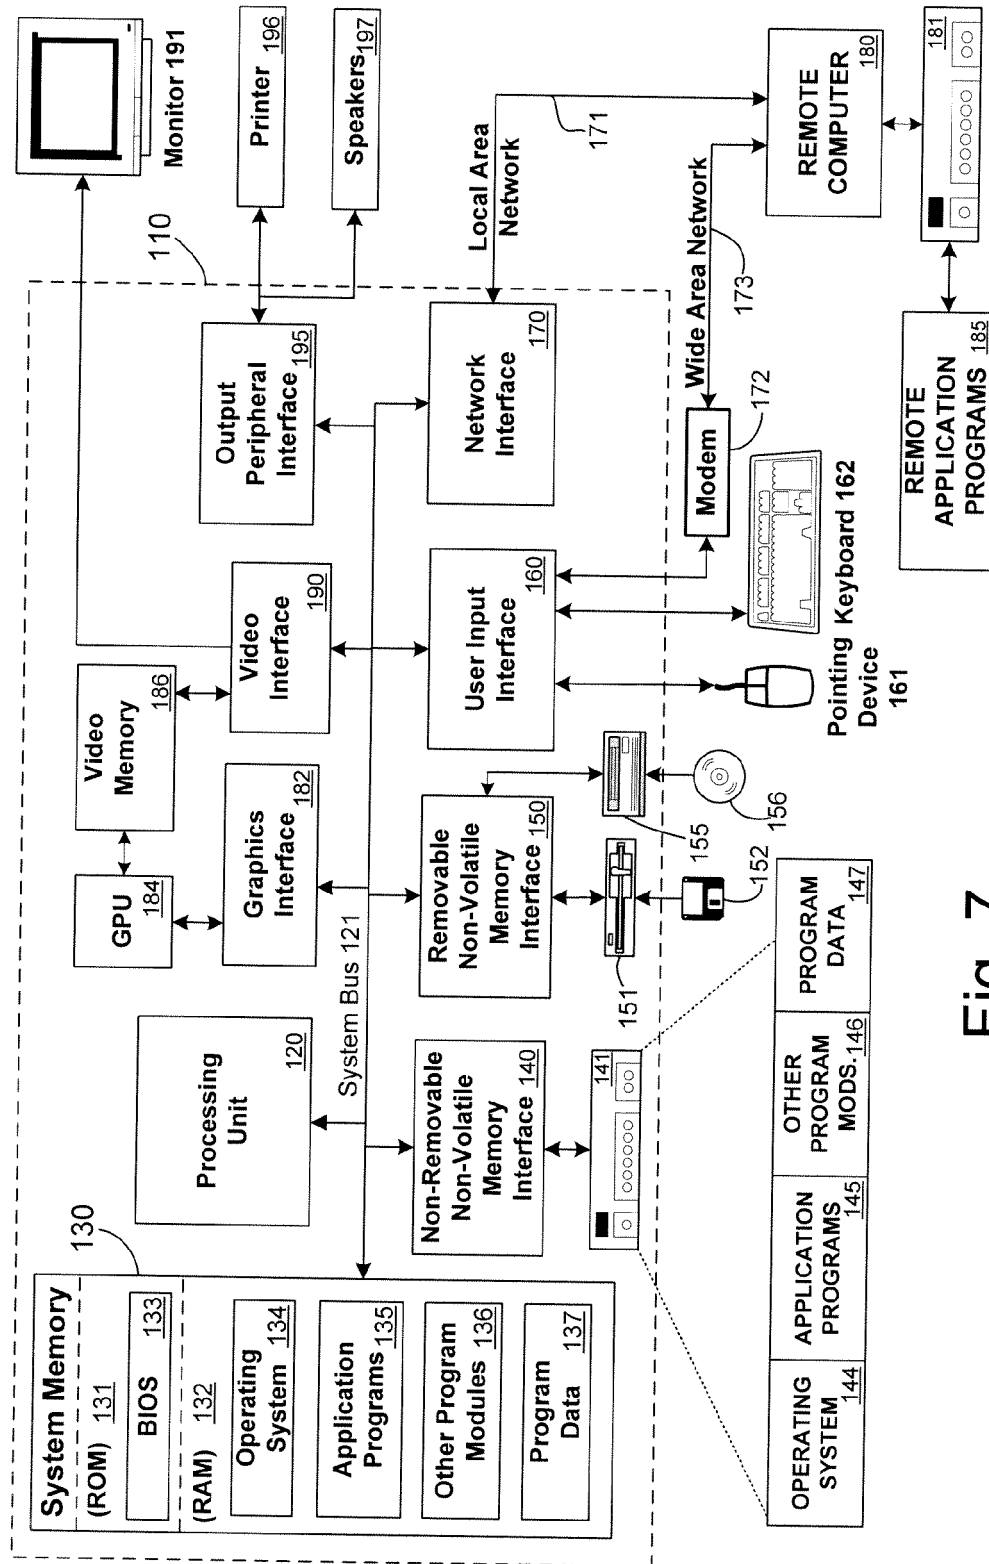 System Memory
130
(ROM) 131
BIOS 133
(RAM) 132
Operating
System 134
Application
Programs 135
Other Program
Modules 136
Program
Data 137
Processing
Unit
120
System Bus 121
GPU
184
Video
Memory
186
Graphics
Interface
182
Video
Interface
190
Output
Peripheral
Interface 195
110
Monitor 191
Printer 196
Speakers 197
Non-Removable
Non-Volatile
Memory
Interface 140
Removable
Non-Volatile
Memory
Interface 150
User Input
Interface
160
Network
Interface
170
Local Area
Network
171
141
151
152
155
156
Pointing
Device
161
Keyboard 162
Modem
172
Wide Area Network
173
REMOTE
COMPUTER
180
181
REMOTE
APPLICATION
PROGRAMS 185
OPERATING
SYSTEM 144
APPLICATION
PROGRAMS 145
OTHER
PROGRAM
MODS. 146
PROGRAM
DATA 147
Fig. 7